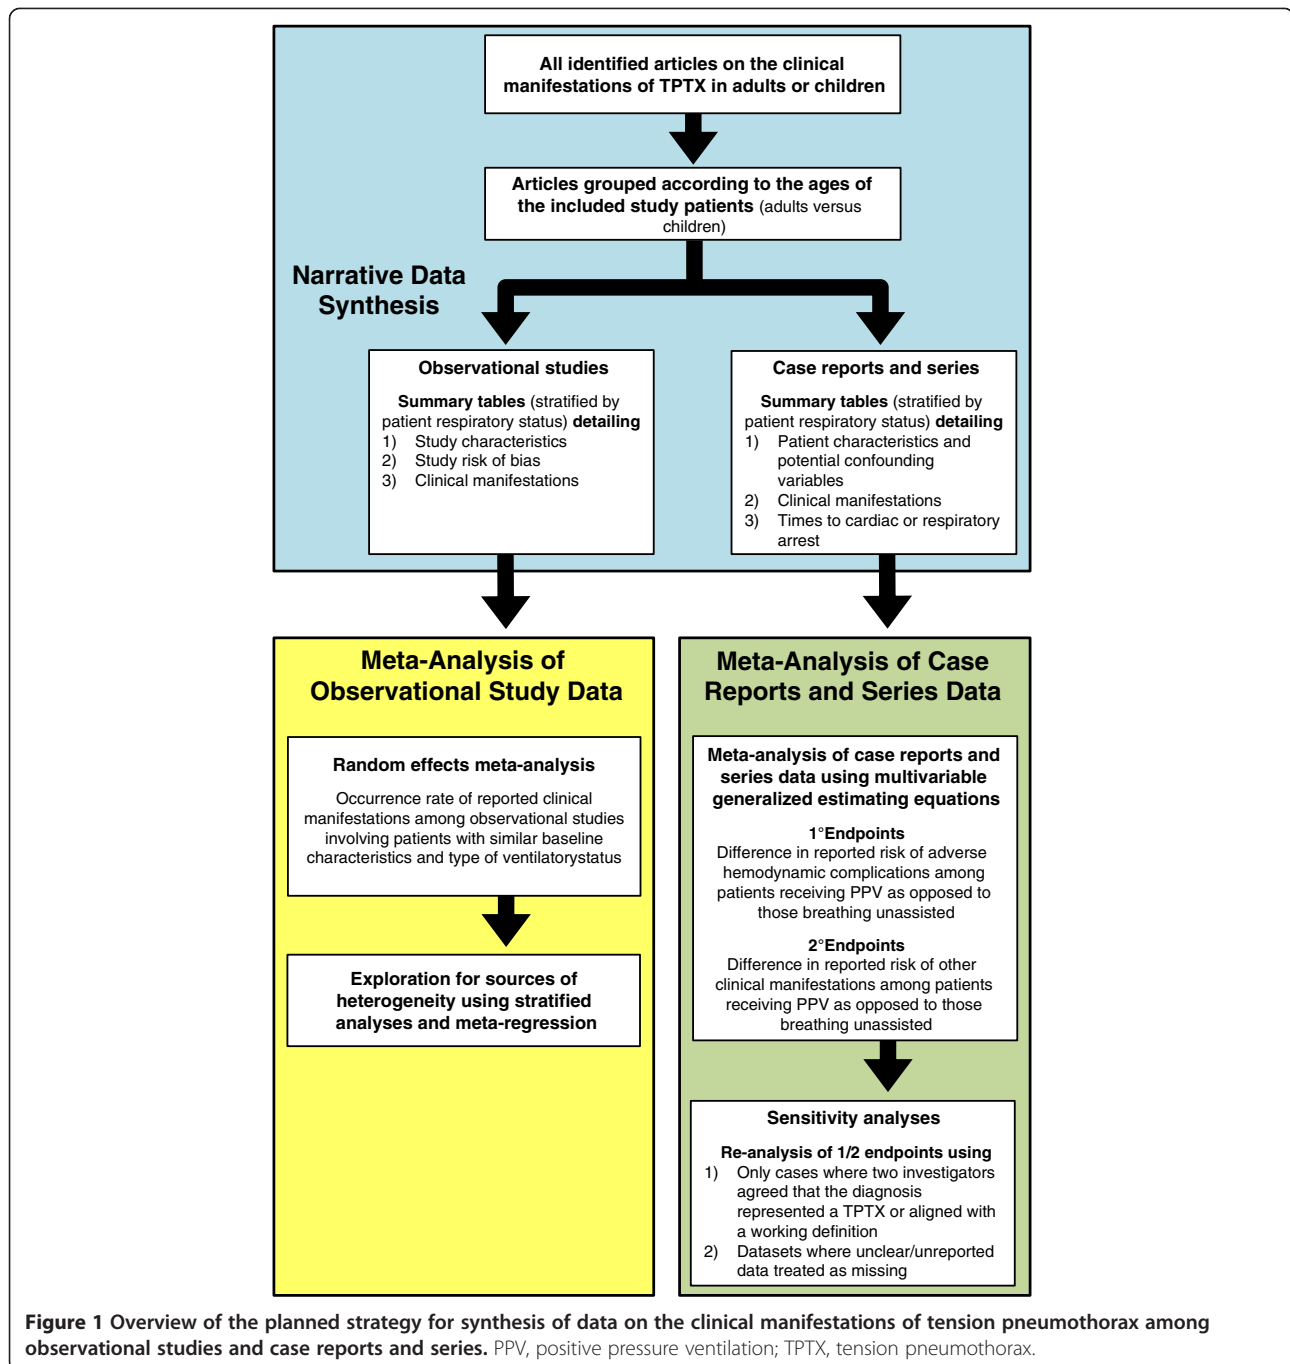 All identified articles on the clinical
manifestations of TPTX in adults or children
Articles grouped according to the ages of
the included study patients (adults versus
children)
Narrative Data
Synthesis
Observational studies
Summary tables (stratified by
patient respiratory status) detailing
1) Study characteristics
2) Study risk of bias
3) Clinical manifestations
Case reports and series
Summary tables (stratified by
patient respiratory status) detailing
1) Patient characteristics and
potential confounding
variables
2) Clinical manifestations
3) Times to cardiac or respiratory
arrest
Meta-Analysis of
Observational Study Data
Random effects meta-analysis
Occurrence rate of reported clinical
manifestations among observational studies
involving patients with similar baseline
characteristics and type of ventilatorystatus
Exploration for sources of
heterogeneity using stratified
analyses and meta-regression
Meta-Analysis of Case
Reports and Series Data
Meta-analysis of case reports and
series data using multivariable
generalized estimating equations
1°Endpoints
Difference in reported risk of adverse
hemodynamic complications among
patients receiving PPV as opposed to
those breathing unassisted
2°Endpoints
Difference in reported risk of other
clinical manifestations among patients
receiving PPV as opposed to those
breathing unassisted
Sensitivity analyses
Re-analysis of 1/2 endpoints using
1) Only cases where two investigators
agreed that the diagnosis
represented a TPTX or aligned with
a working definition
2) Datasets where unclear/unreported
data treated as missing
Figure 1 Overview of the planned strategy for synthesis of data on the clinical manifestations of tension pneumothorax among
observational studies and case reports and series. PPV, positive pressure ventilation; TPTX, tension pneumothorax.